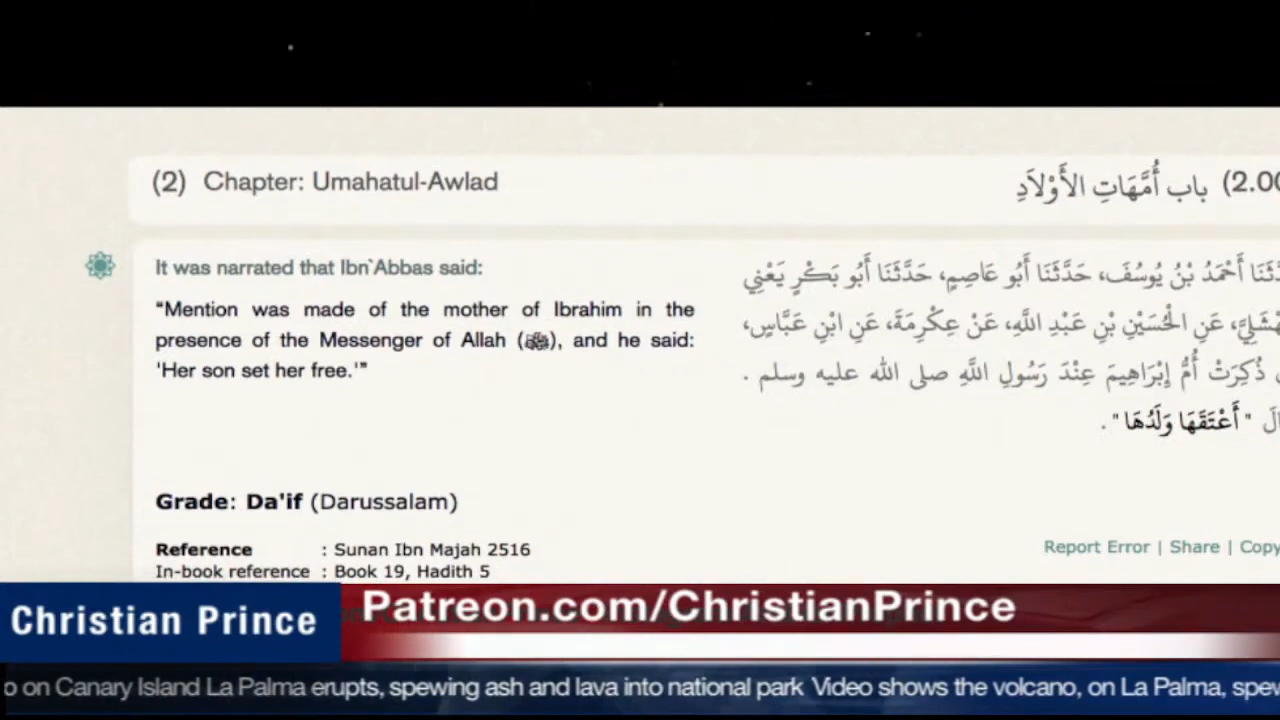 (2) Chapter: Umahatul-Awlad
باب أُمَّهَاتِ الأَوْلاَدِ (2.00
It was narrated that Ibn`Abbas said:
“Mention was made of the mother of Ibrahim in the
presence of the Messenger of Allah (ﷺ), and he said:
'Her son set her free.'”
أَحْمَدُ بْنُ يُوسُفَ، حَدَّثَنَا أَبُو عَاصِمٍ، حَدَّثَنَا أَبُو بَكْرٍ يَعْنِي
عَنِ الْحُسَيْنِ بْنِ عَبْدِ اللَّهِ، عَنْ عِكْرِمَةَ، عَنِ ابْنِ عَبَّاسٍ،
ذُكِرَتْ أُمُّ إِبْرَاهِيمَ عِنْدَ رَسُولِ اللَّهِ صلى الله عليه وسلم .
" أَعْتَقَهَا وَلَدُهَا " .
Grade: Da'if (Darussalam)
Reference : Sunan Ibn Majah 2516
In-book reference : Book 19, Hadith 5
Report Error | Share | Copy
Christian Prince
Patreon.com/ChristianPrince
o on Canary Island La Palma erupts, spewing ash and lava into national park Video shows the volcano, on La Palma, spew